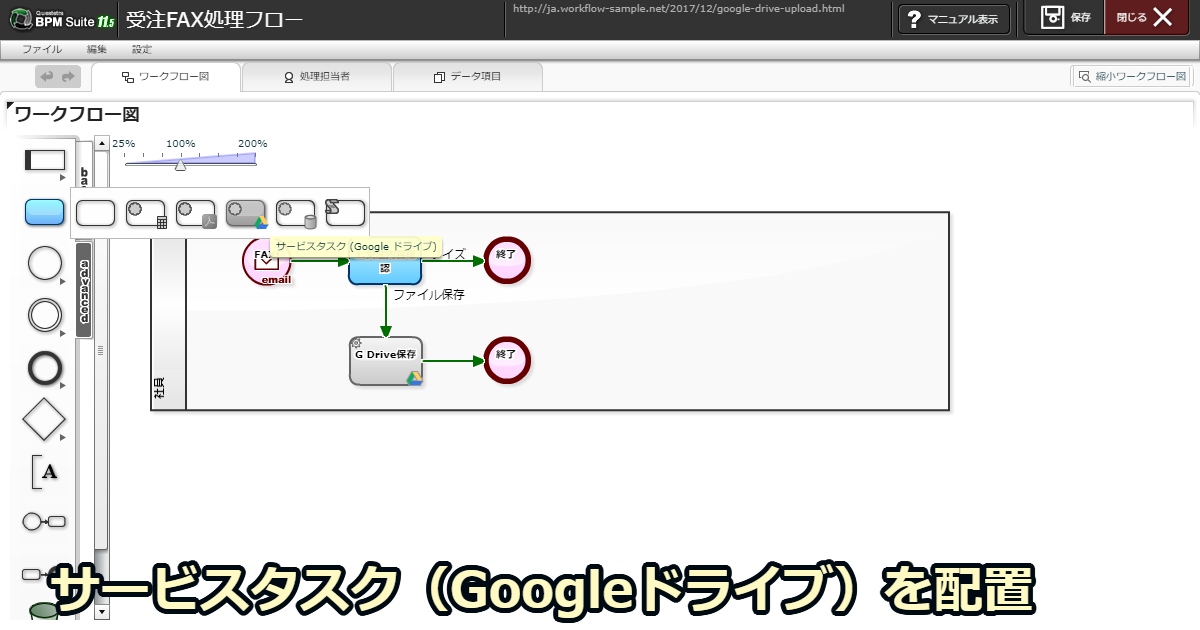 Questetra
BPM Suite 11.5
受注FAX処理フロー
http://ja.workflow-sample.net/2017/12/google-drive-upload.html
? マニュアル表示
保存
閉じる
ファイル 編集 設定
ワークフロー図
処理担当者
データ項目
縮小ワークフロー図
ワークフロー図
25% 100% 200%
ba
advanced
サービスタスク (Google ドライブ)
FAX
email
認
イズ
終了
ファイル保存
G Drive保存
終了
社員
A
サービスタスク（Googleドライブ）を配置